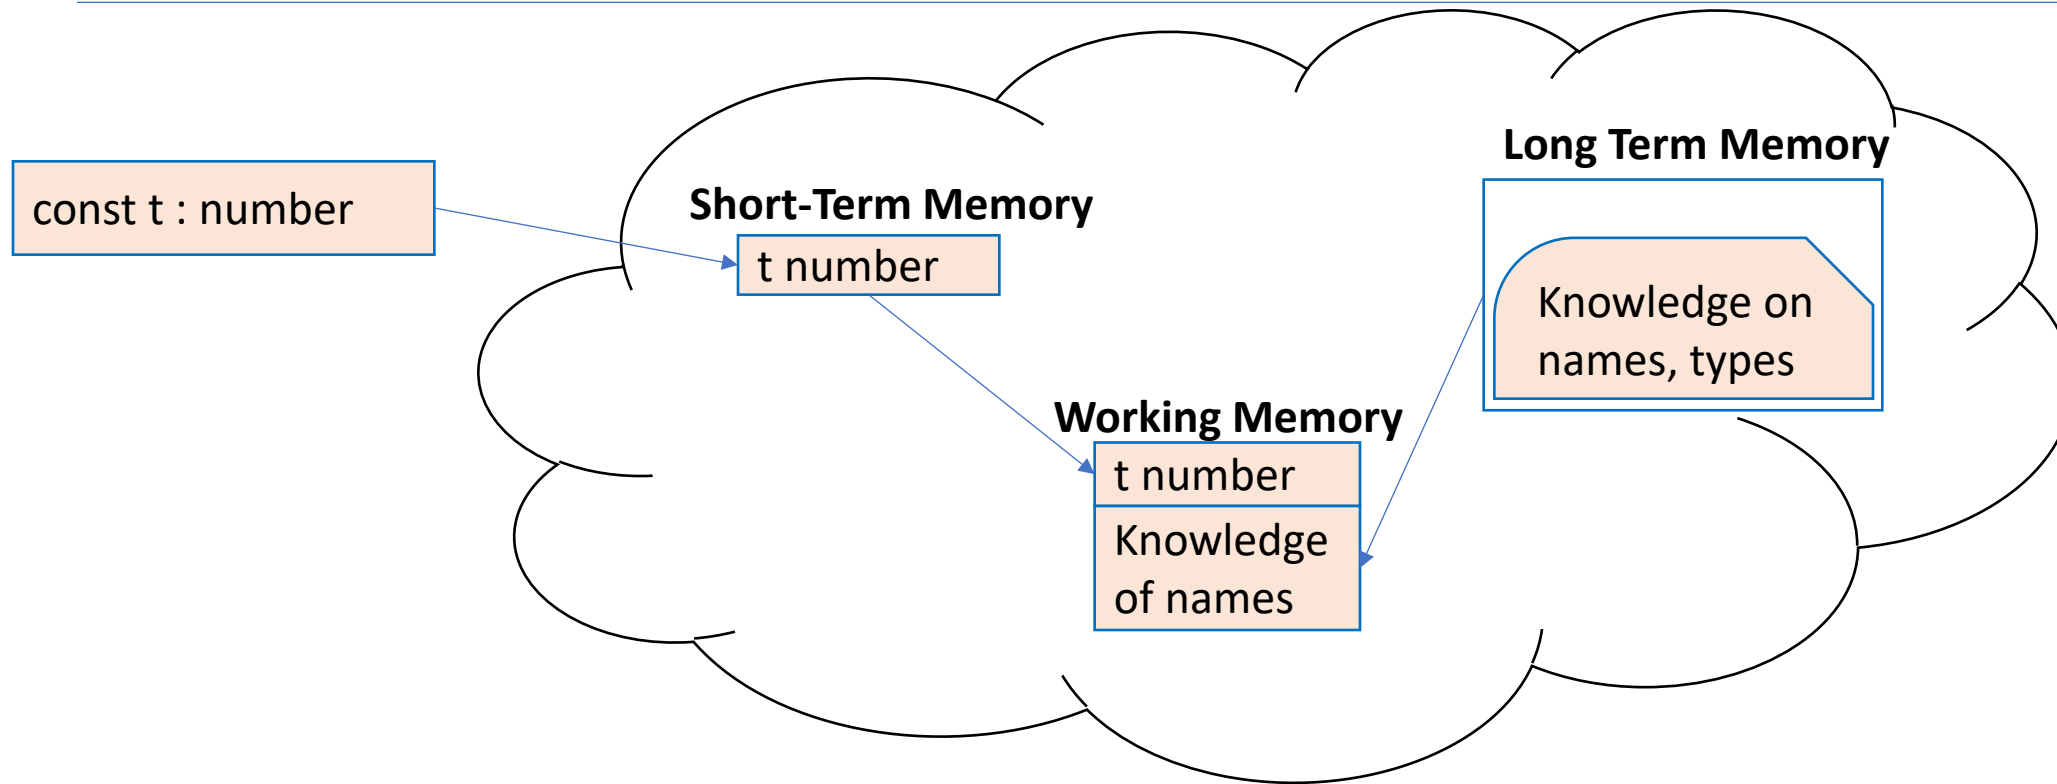 const t : number
Short-Term Memory
t number
Long Term Memory
Knowledge on
names, types
Working Memory
t number
Knowledge
of names